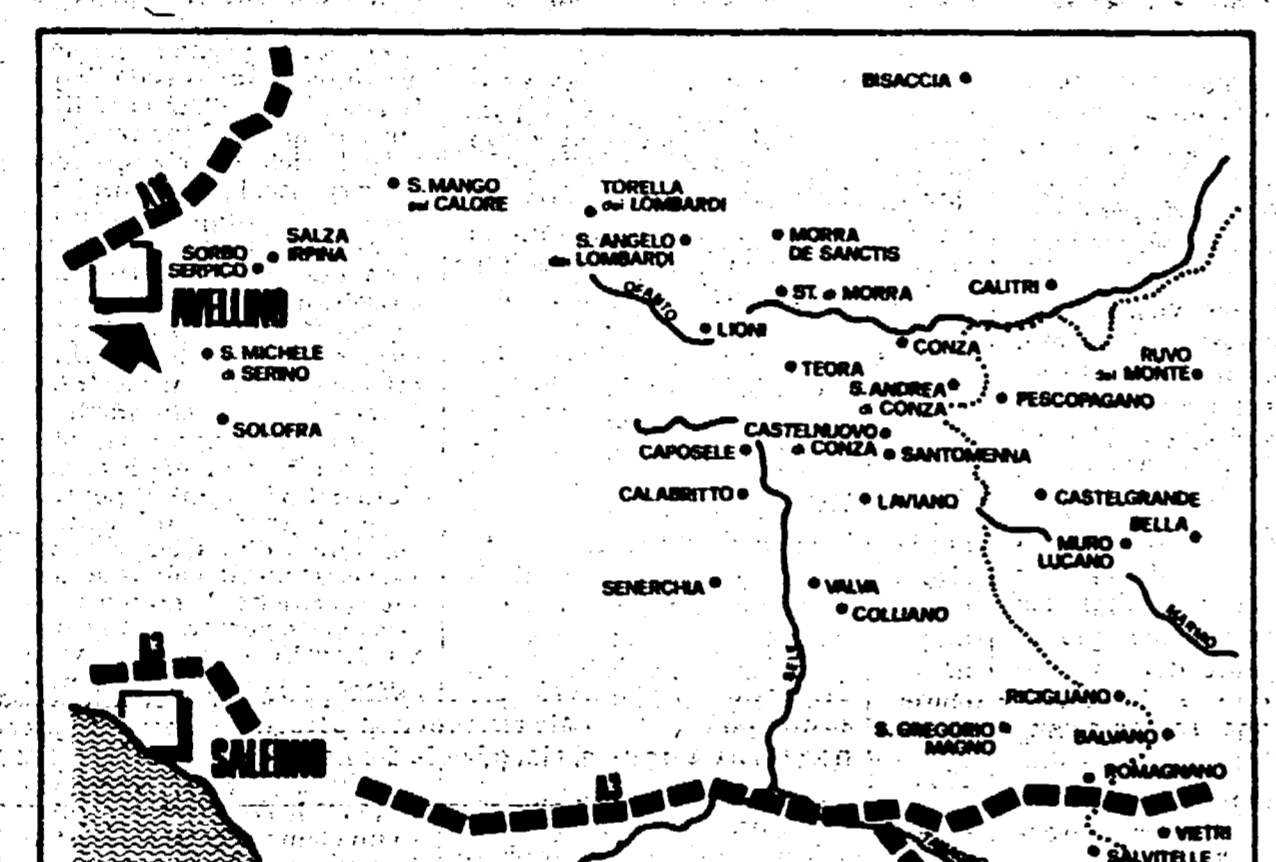 BISACCIA
S. MANGO
sul CALORE
TORELLA
dei LOMBARDI
A16
SALZA
IRPINA
SORBO
SERPICO
S. ANGELO
dei LOMBARDI
MORRA
DE SANCTIS
AVELLINO
OFANTO
ST. di MORRA
CALITRI
LIONI
CONZA
S. MICHELE
di SERINO
TEORA
RUVO
del MONTE
S. ANDREA
di CONZA
PESCOPAGANO
SOLOFRA
CASTELNUOVO
di CONZA
CAPOSELE
SANTOMENNA
CALABRITTO
LAVIANO
CASTELGRANDE
BELLA
MURO
LUCANO
SENERCHIA
VALVA
COLLIANO
MARMO
A3
SELE
RICIGLIANO
S. GREGORIO
MAGNO
BALVANO
SALERNO
ROMAGNANO
A3
VIETRI
SALVITELLE